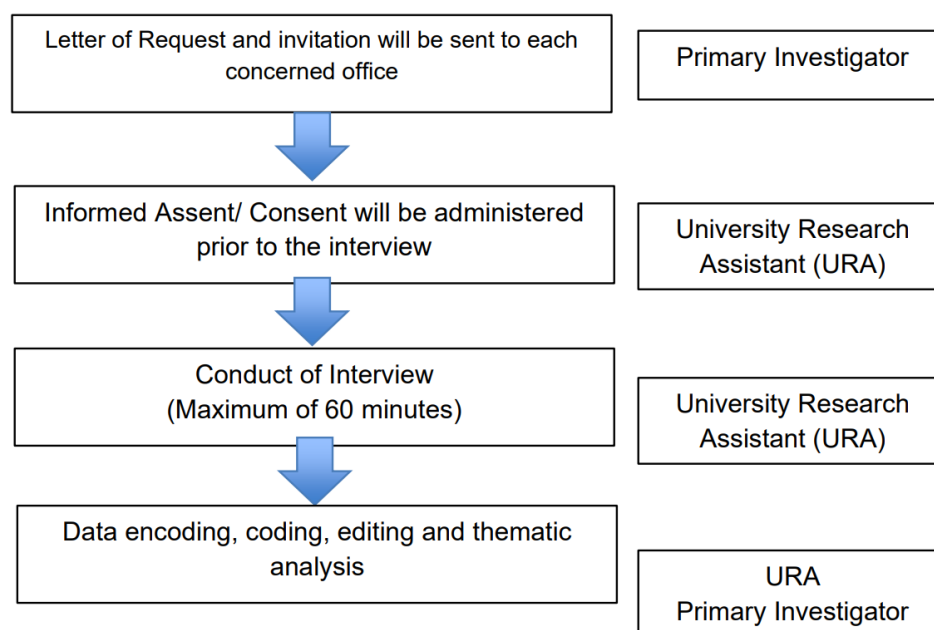 Letter of Request and invitation will be sent to each
concerned office
Primary Investigator
Informed Assent/ Consent will be administered
prior to the interview
University Research
Assistant (URA)
Conduct of Interview
(Maximum of 60 minutes)
University Research
Assistant (URA)
Data encoding, coding, editing and thematic
analysis
URA
Primary Investigator